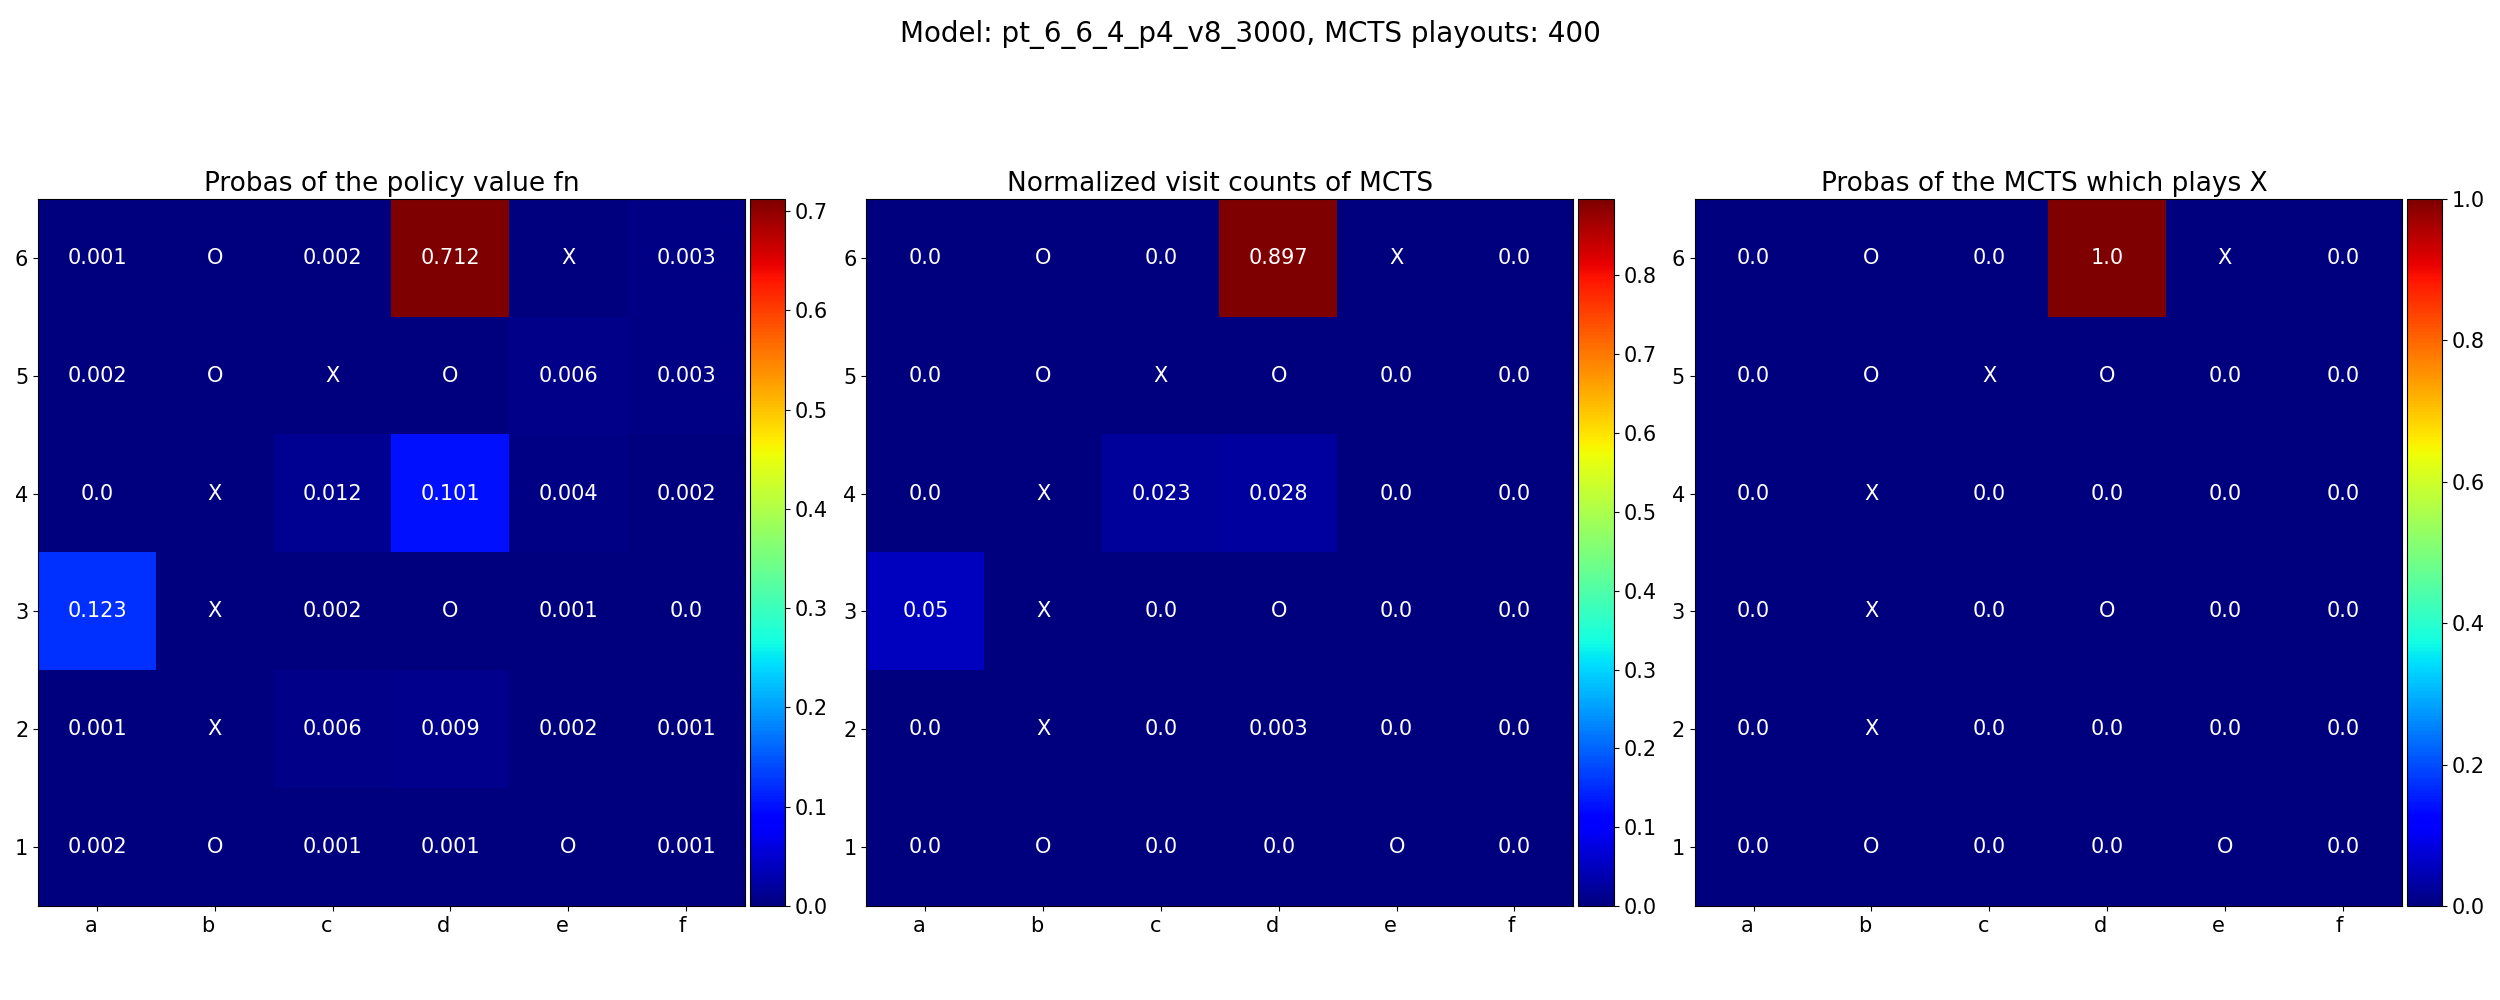 Model: pt_6_6_4_p4_v8_3000, MCTS playouts: 400
Probas of the policy value fn
6 0.001 O 0.002 0.712 X 0.003
5 0.002 O X O 0.006 0.003
4 0.0 X 0.012 0.101 0.004 0.002
3 0.123 X 0.002 O 0.001 0.0
2 0.001 X 0.006 0.009 0.002 0.001
1 0.002 O 0.001 0.001 O 0.001
a b c d e f
0.7
0.6
0.5
0.4
0.3
0.2
0.1
0.0
Normalized visit counts of MCTS
6 0.0 O 0.0 0.897 X 0.0
5 0.0 O X O 0.0 0.0
4 0.0 X 0.023 0.028 0.0 0.0
3 0.05 X 0.0 O 0.0 0.0
2 0.0 X 0.0 0.003 0.0 0.0
1 0.0 O 0.0 0.0 O 0.0
a b c d e f
0.8
0.7
0.6
0.5
0.4
0.3
0.2
0.1
0.0
Probas of the MCTS which plays X
6 0.0 O 0.0 1.0 X 0.0
5 0.0 O X O 0.0 0.0
4 0.0 X 0.0 0.0 0.0 0.0
3 0.0 X 0.0 O 0.0 0.0
2 0.0 X 0.0 0.0 0.0 0.0
1 0.0 O 0.0 0.0 O 0.0
a b c d e f
1.0
0.8
0.6
0.4
0.2
0.0